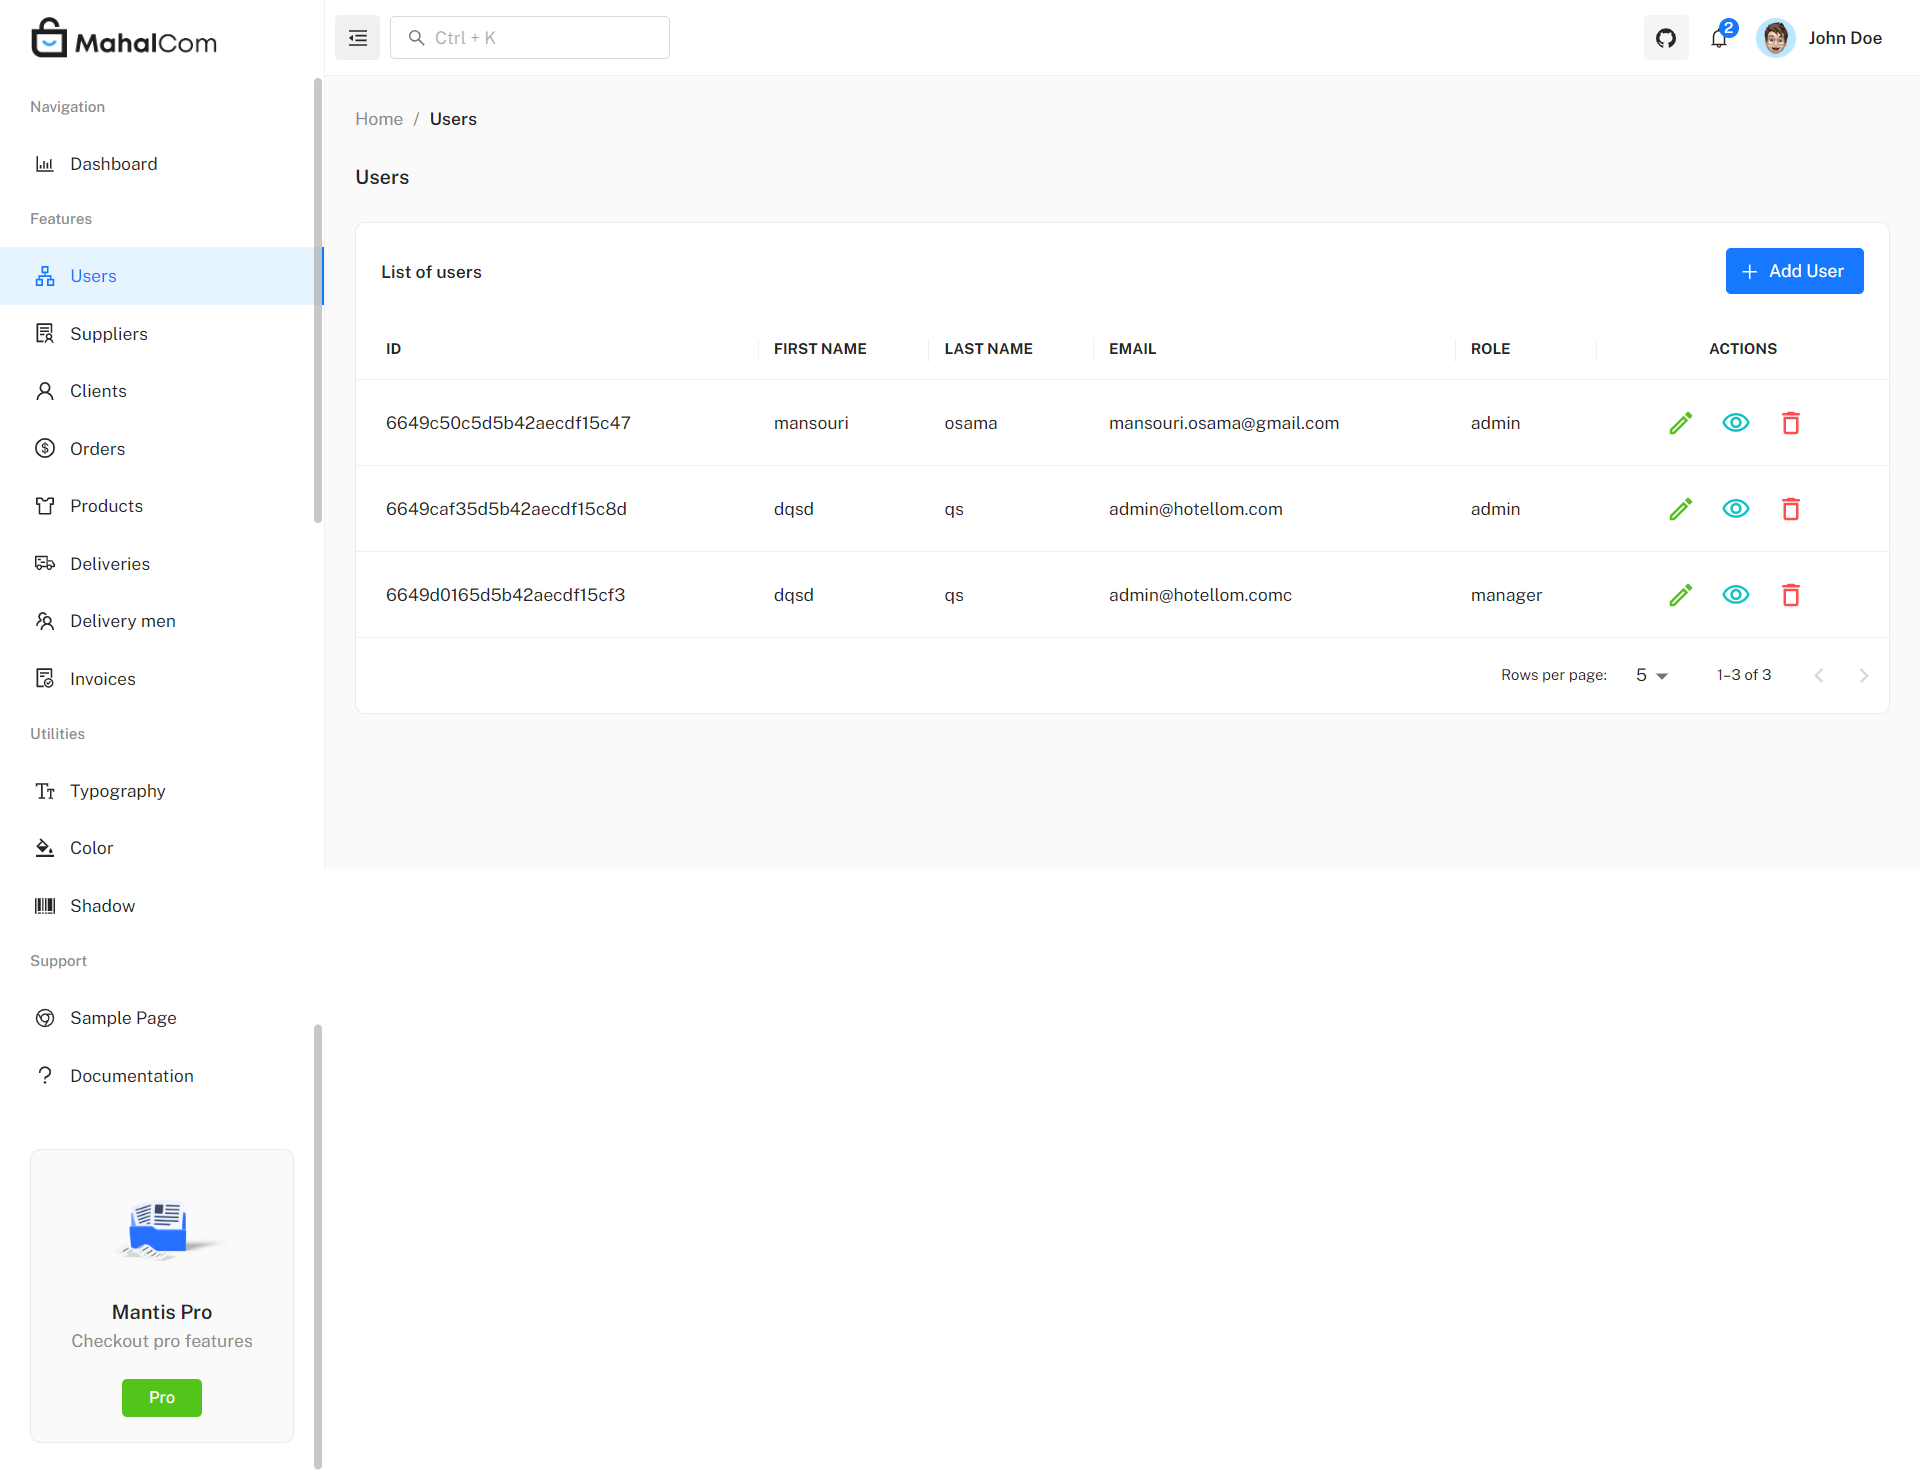 MahalCom
Ctrl + K
2
John Doe
Navigation
Dashboard
Features
Users
Suppliers
Clients
Orders
Products
Deliveries
Delivery men
Invoices
Utilities
Typography
Color
Shadow
Support
Sample Page
Documentation
Mantis Pro
Checkout pro features
Pro
Home / Users
Users
List of users
+ Add User
ID FIRST NAME LAST NAME EMAIL ROLE ACTIONS
6649c50c5d5b42aecdf15c47 mansouri osama mansouri.osama@gmail.com admin
6649caf35d5b42aecdf15c8d dqsd qs admin@hotellom.com admin
6649d0165d5b42aecdf15cf3 dqsd qs admin@hotellom.comc manager
Rows per page: 5 1–3 of 3